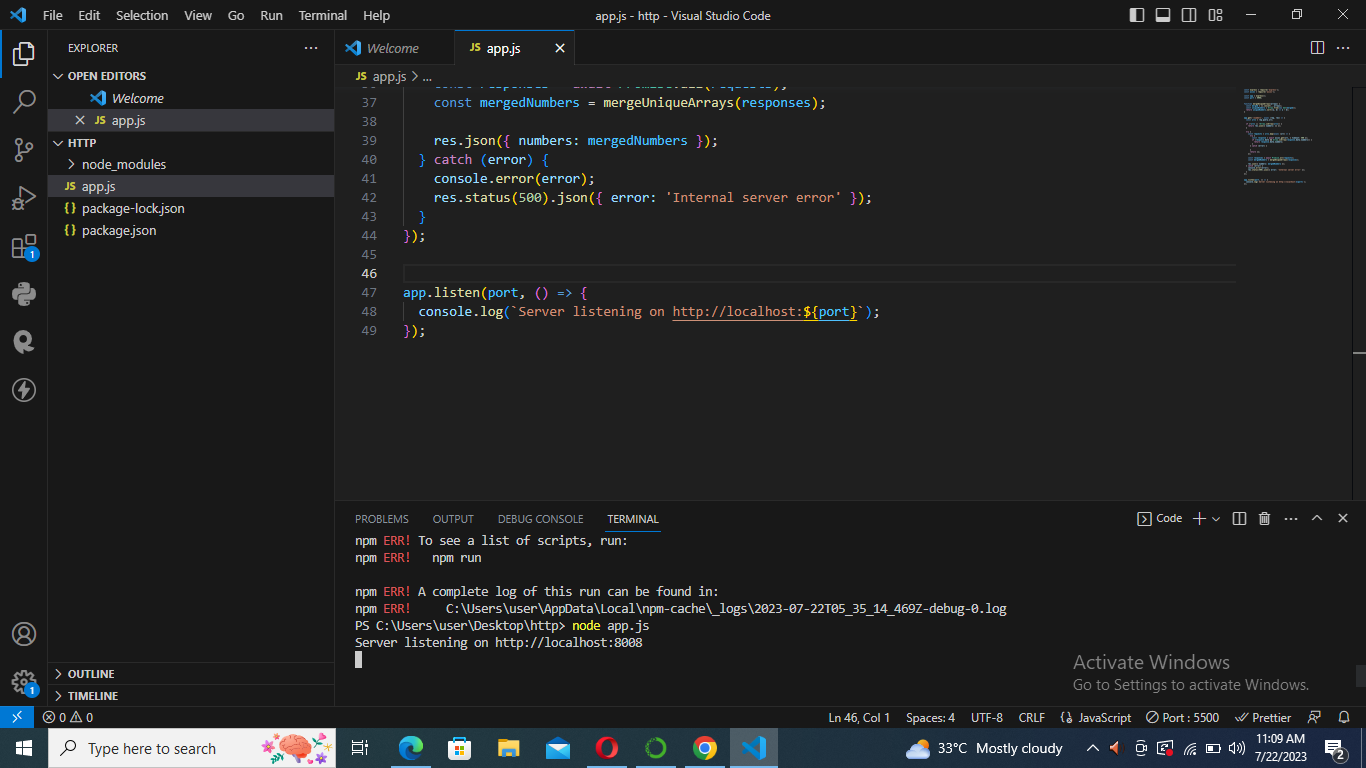 File Edit Selection View Go Run Terminal Help
app.js - http - Visual Studio Code
EXPLORER
OPEN EDITORS
Welcome
JS app.js
HTTP
node_modules
JS app.js
{} package-lock.json
{} package.json
OUTLINE
TIMELINE
1
1
Welcome
JS app.js
JS app.js > ...
37 const mergedNumbers = mergeUniqueArrays(responses);
38
39 res.json({ numbers: mergedNumbers });
40 } catch (error) {
41 console.error(error);
42 res.status(500).json({ error: 'Internal server error' });
43 }
44 });
45
46
47 app.listen(port, () => {
48 console.log(`Server listening on http://localhost:${port}`);
49 });
PROBLEMS OUTPUT DEBUG CONSOLE TERMINAL
Code
npm ERR! To see a list of scripts, run:
npm ERR!   npm run
npm ERR! A complete log of this run can be found in:
npm ERR!     C:\Users\user\AppData\Local\npm-cache\_logs\2023-07-22T05_35_14_469Z-debug-0.log
PS C:\Users\user\Desktop\http> node app.js
Server listening on http://localhost:8008
Activate Windows
Go to Settings to activate Windows.
0 0
Ln 46, Col 1 Spaces: 4 UTF-8 CRLF {} JavaScript Port : 5500 Prettier
Type here to search
33°C Mostly cloudy
11:09 AM
7/22/2023
2